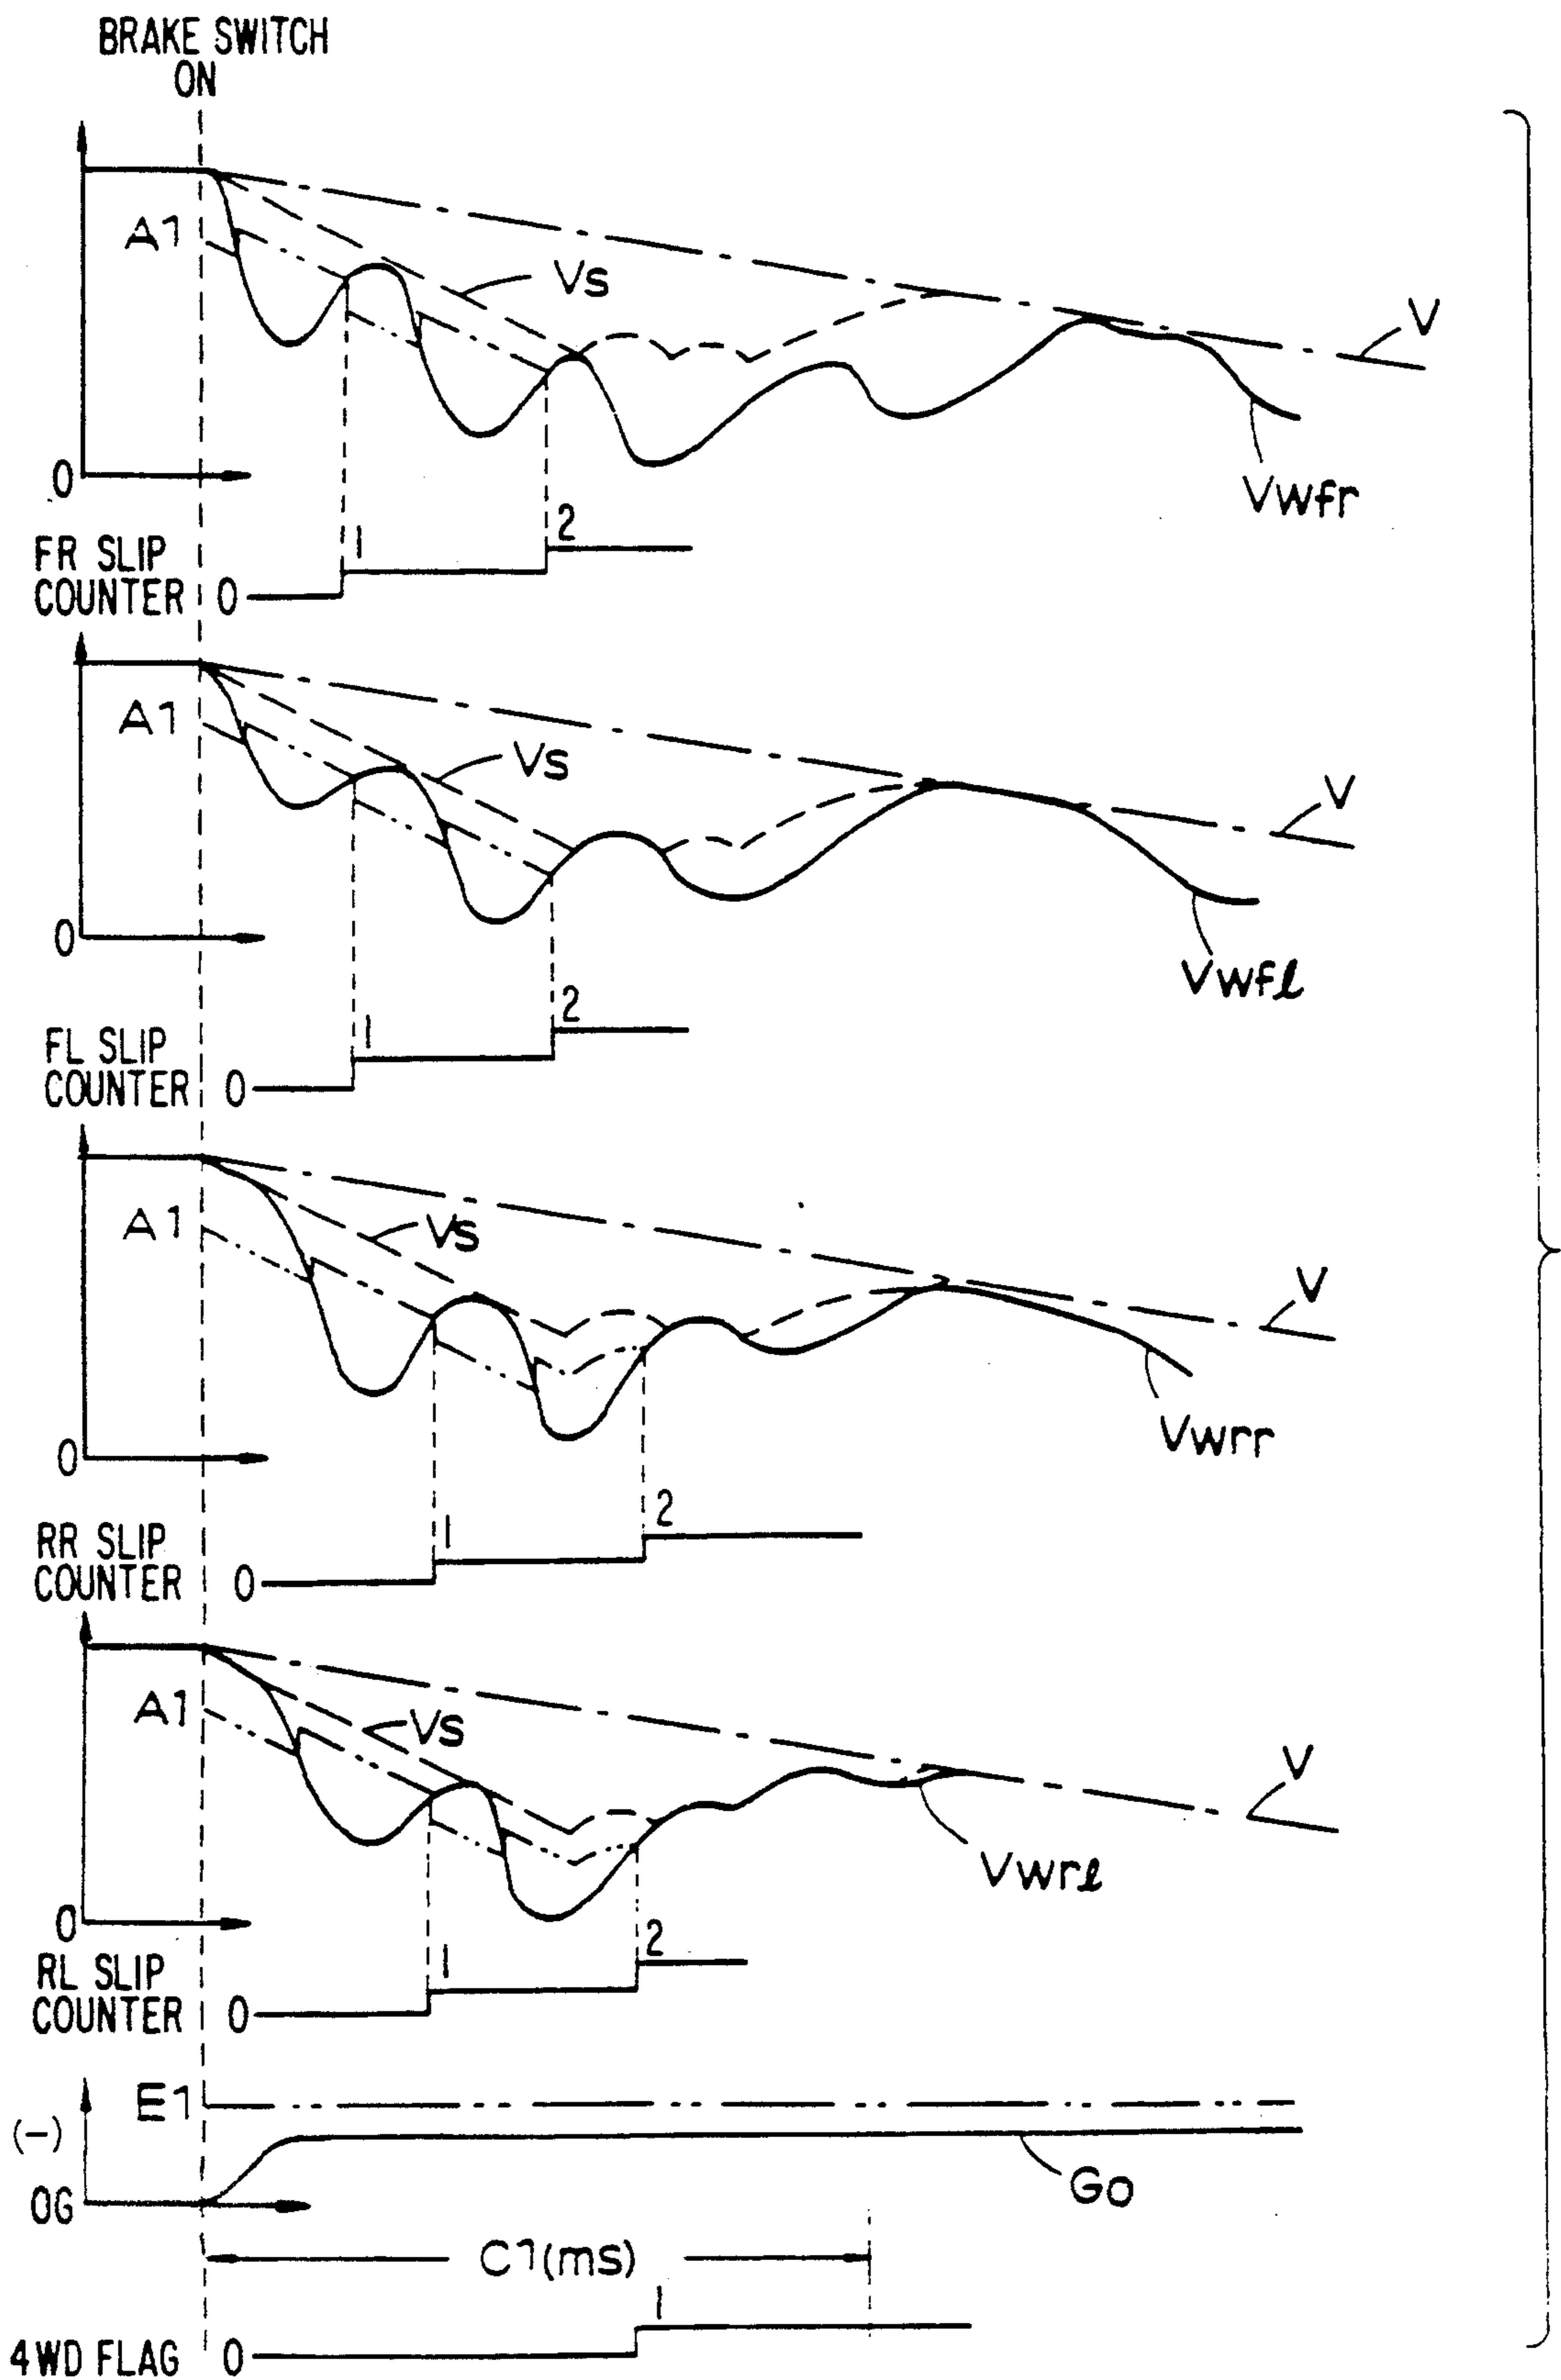 BRAKE SWITCH
ON
A1
Vs
V
0
Vwfr
FR SLIP
COUNTER
0
1
2
A1
Vs
V
0
Vwfl
FL SLIP
COUNTER
0
1
2
A1
Vs
V
0
Vwrr
RR SLIP
COUNTER
0
1
2
A1
Vs
V
0
Vwrl
RL SLIP
COUNTER
0
1
2
E1
(-)
0G
Go
C1(ms)
4WD FLAG
0
1